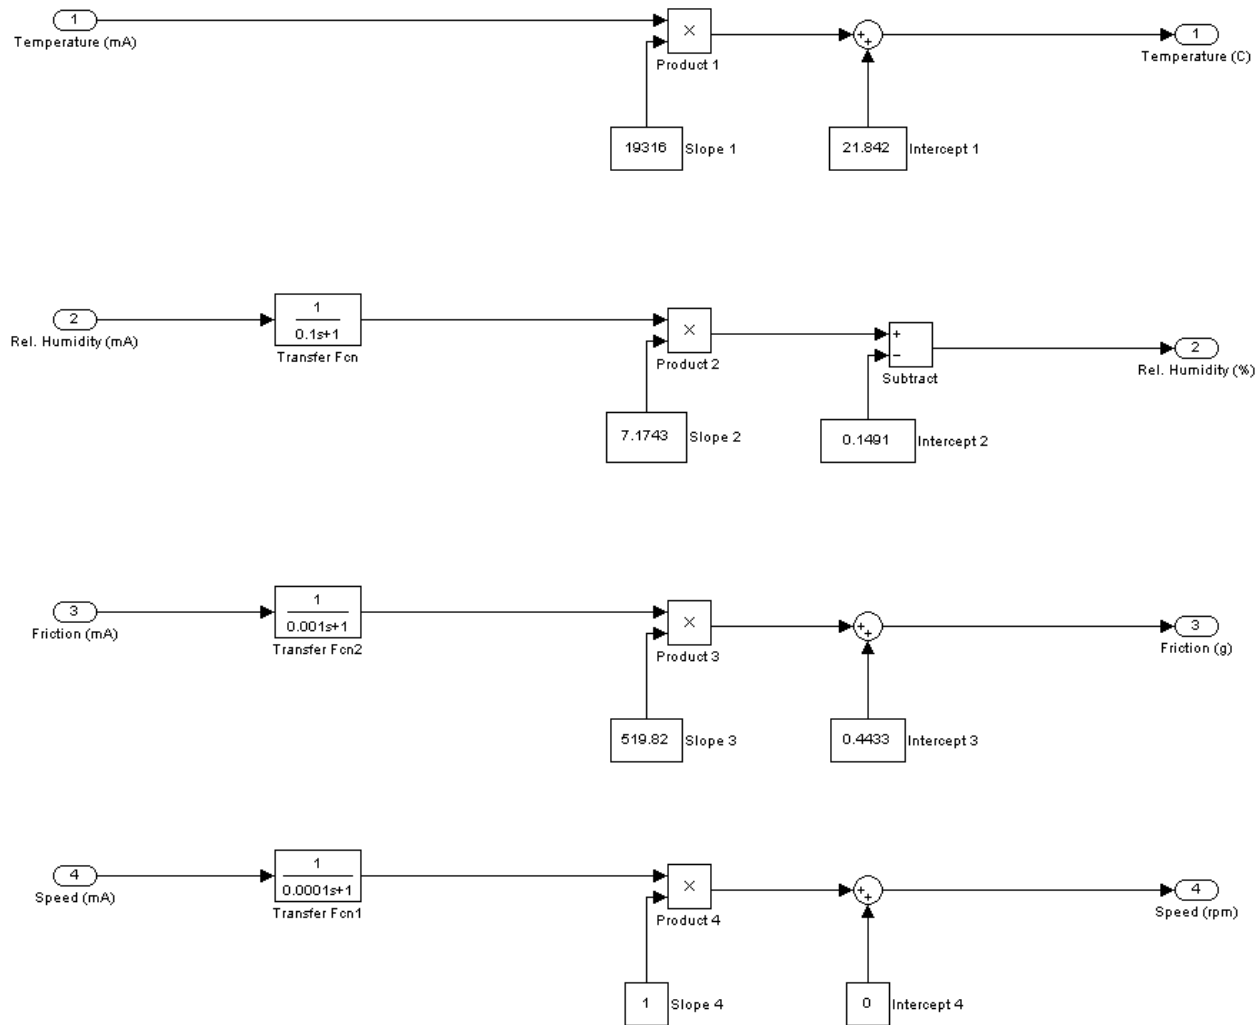 1
Temperature (mA)
×
Product 1
+
+
1
Temperature (C)
19316
Slope 1
21.842
Intercept 1
2
Rel. Humidity (mA)
1
0.1s+1
Transfer Fcn
×
Product 2
+
−
Subtract
2
Rel. Humidity (%)
7.1743
Slope 2
0.1491
Intercept 2
3
Friction (mA)
1
0.001s+1
Transfer Fcn2
×
Product 3
+
+
3
Friction (g)
519.82
Slope 3
0.4433
Intercept 3
4
Speed (mA)
1
0.0001s+1
Transfer Fcn1
×
Product 4
+
+
4
Speed (rpm)
1
Slope 4
0
Intercept 4